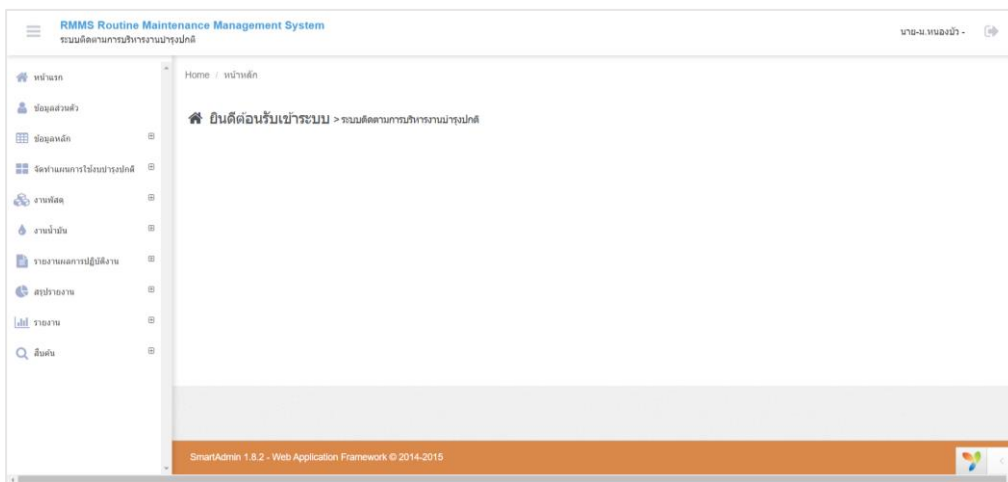 RMMS Routine Maintenance Management System
ระบบติดตามการบริหารงานบำรุงปกติ
นาย-ม.หนองบัว -
หน้าแรก
ข้อมูลส่วนตัว
ข้อมูลหลัก
จัดทำแผนการใช้งบบำรุงปกติ
งานพัสดุ
งานน้ำมัน
รายงานผลการปฏิบัติงาน
สรุปรายงาน
รายงาน
สืบค้น
Home / หน้าหลัก
ยินดีต้อนรับเข้าระบบ > ระบบติดตามการบริหารงานบำรุงปกติ
SmartAdmin 1.8.2 - Web Application Framework © 2014-2015